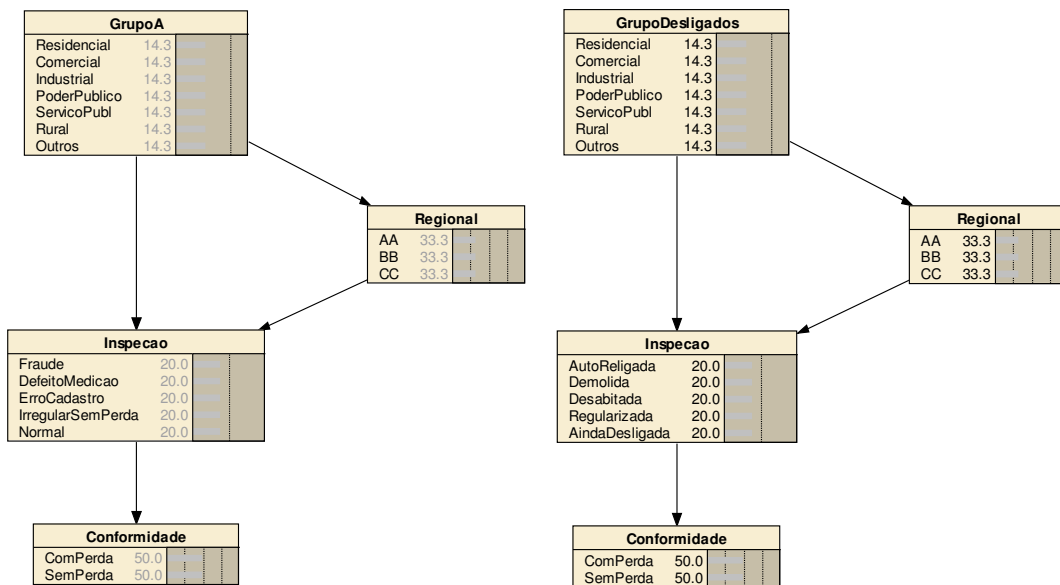 GrupoA
Residencial 14.3
Comercial 14.3
Industrial 14.3
PoderPublico 14.3
ServicoPubl 14.3
Rural 14.3
Outros 14.3
Regional
AA 33.3
BB 33.3
CC 33.3
Inspecao
Fraude 20.0
DefeitoMedicao 20.0
ErroCadastro 20.0
IrregularSemPerda 20.0
Normal 20.0
Conformidade
ComPerda 50.0
SemPerda 50.0
GrupoDesligados
Residencial 14.3
Comercial 14.3
Industrial 14.3
PoderPublico 14.3
ServicoPubl 14.3
Rural 14.3
Outros 14.3
Regional
AA 33.3
BB 33.3
CC 33.3
Inspecao
AutoReligada 20.0
Demolida 20.0
Desabitada 20.0
Regularizada 20.0
AindaDesligada 20.0
Conformidade
ComPerda 50.0
SemPerda 50.0